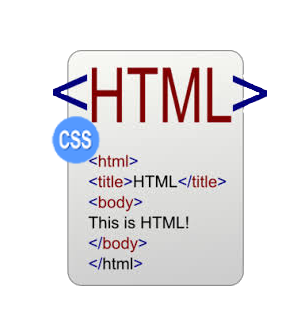 <HTML>
CSS
<html>
<title>HTML</title>
<body>
This is HTML!
</body>
</html>